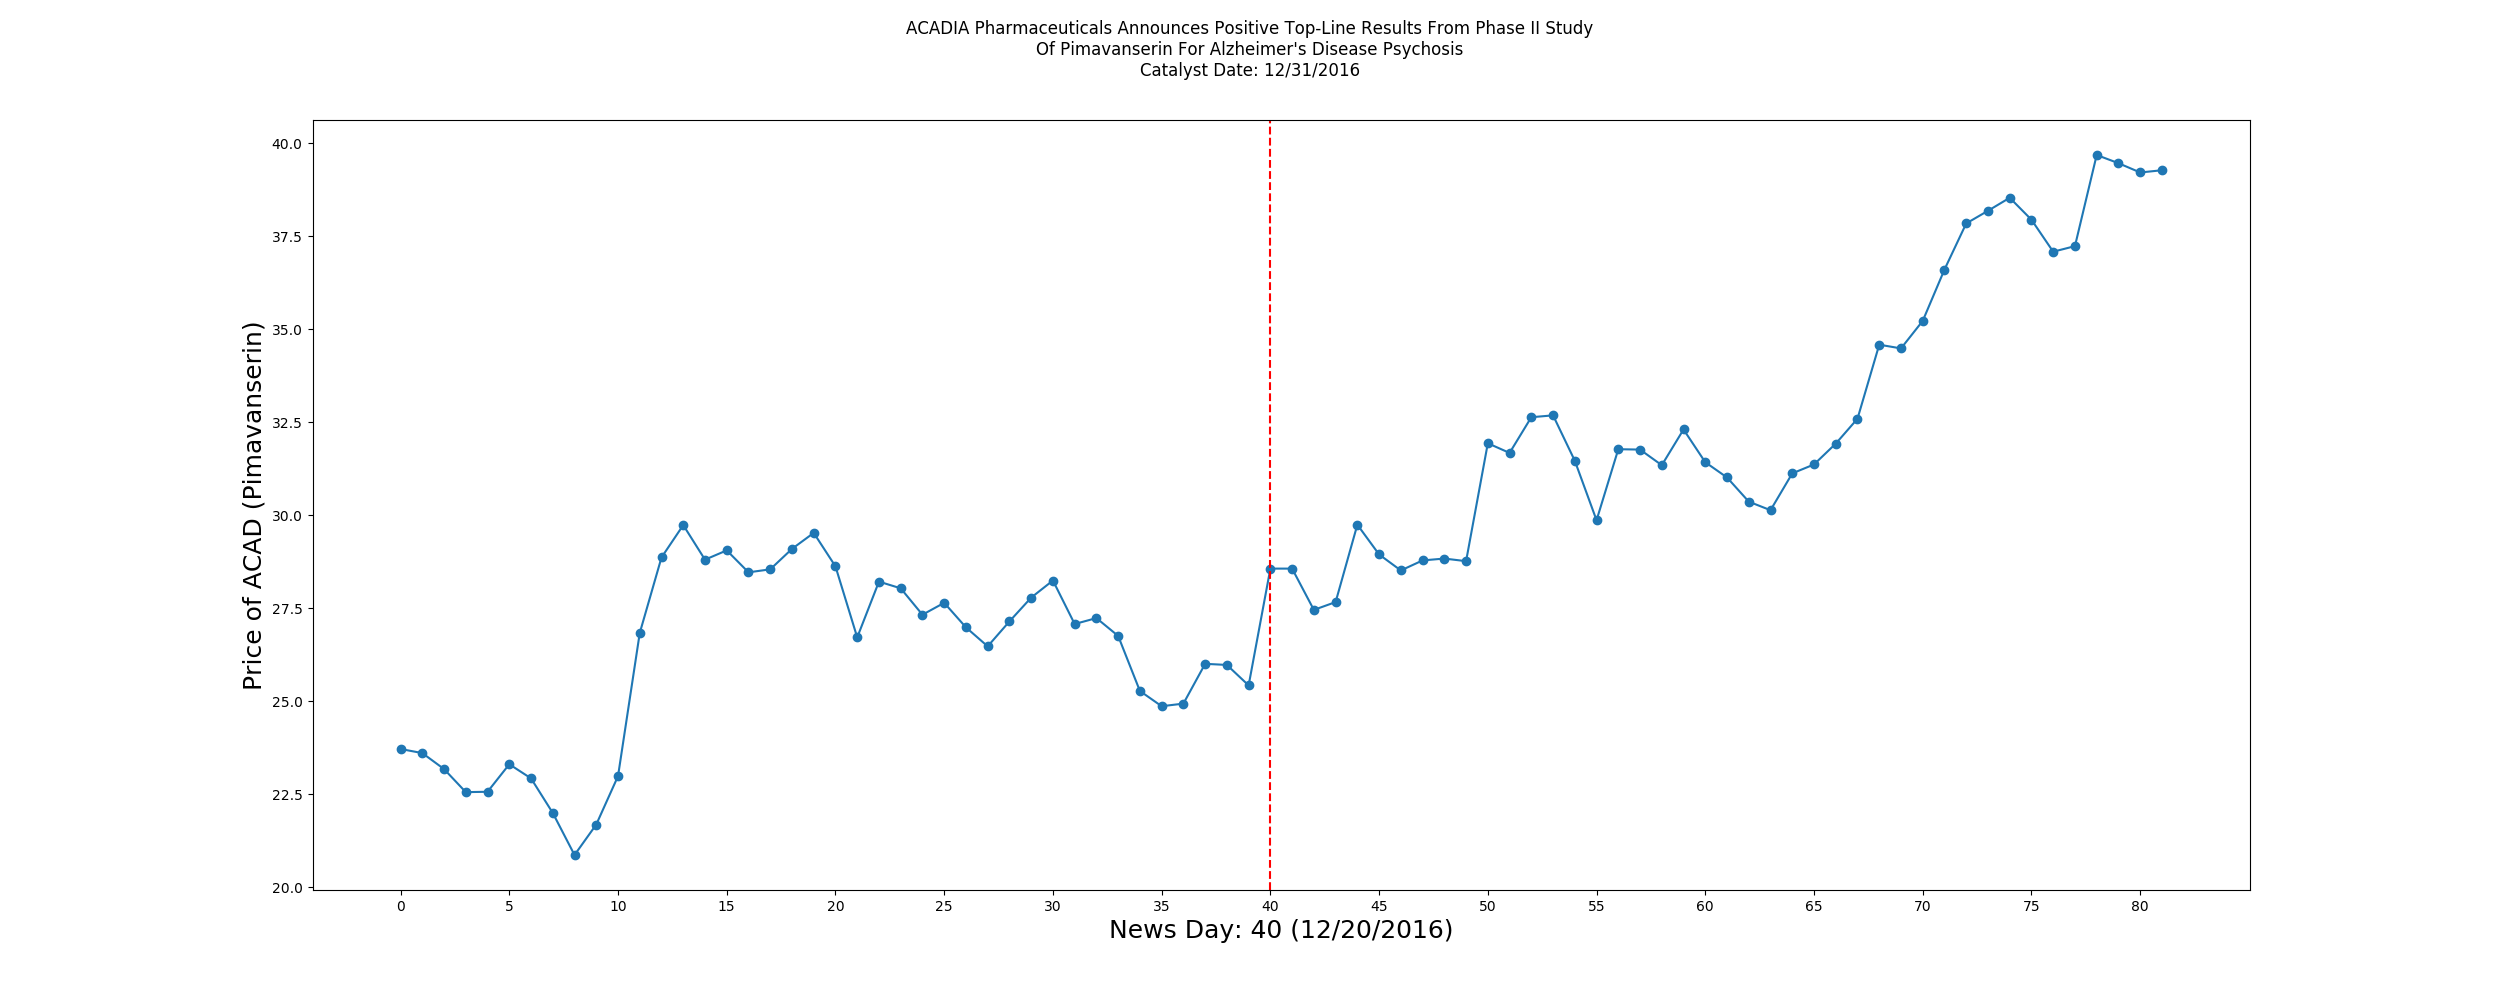 ACADIA Pharmaceuticals Announces Positive Top-Line Results From Phase II Study
Of Pimavanserin For Alzheimer's Disease Psychosis
Catalyst Date: 12/31/2016
Price of ACAD (Pimavanserin)
40.0
37.5
35.0
32.5
30.0
27.5
25.0
22.5
20.0
0 5 10 15 20 25 30 35 40 45 50 55 60 65 70 75 80
News Day: 40 (12/20/2016)